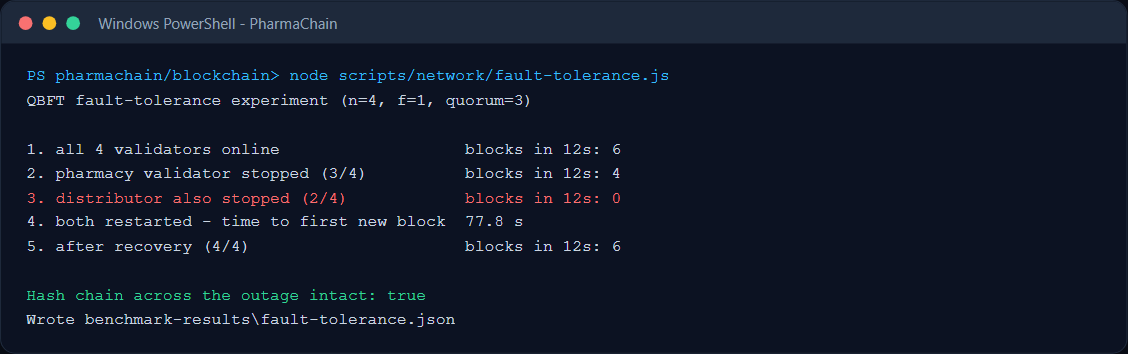 Windows PowerShell - PharmaChain
PS pharmachain/blockchain> node scripts/network/fault-tolerance.js
QBFT fault-tolerance experiment (n=4, f=1, quorum=3)
1. all 4 validators online blocks in 12s: 6
2. pharmacy validator stopped (3/4) blocks in 12s: 4
3. distributor also stopped (2/4) blocks in 12s: 0
4. both restarted - time to first new block 77.8 s
5. after recovery (4/4) blocks in 12s: 6
Hash chain across the outage intact: true
Wrote benchmark-results\fault-tolerance.json